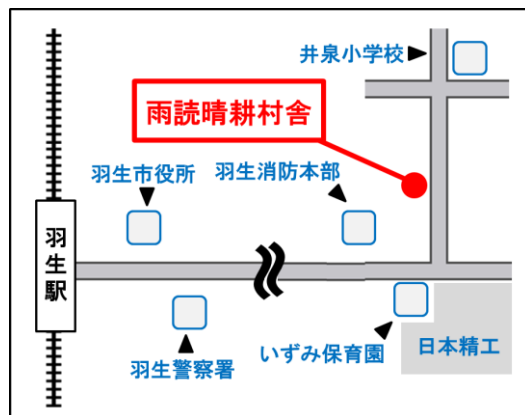 井泉小学校
雨読晴耕村舎
羽生市役所
羽生消防本部
羽生駅
いずみ保育園
日本精工
羽生警察署